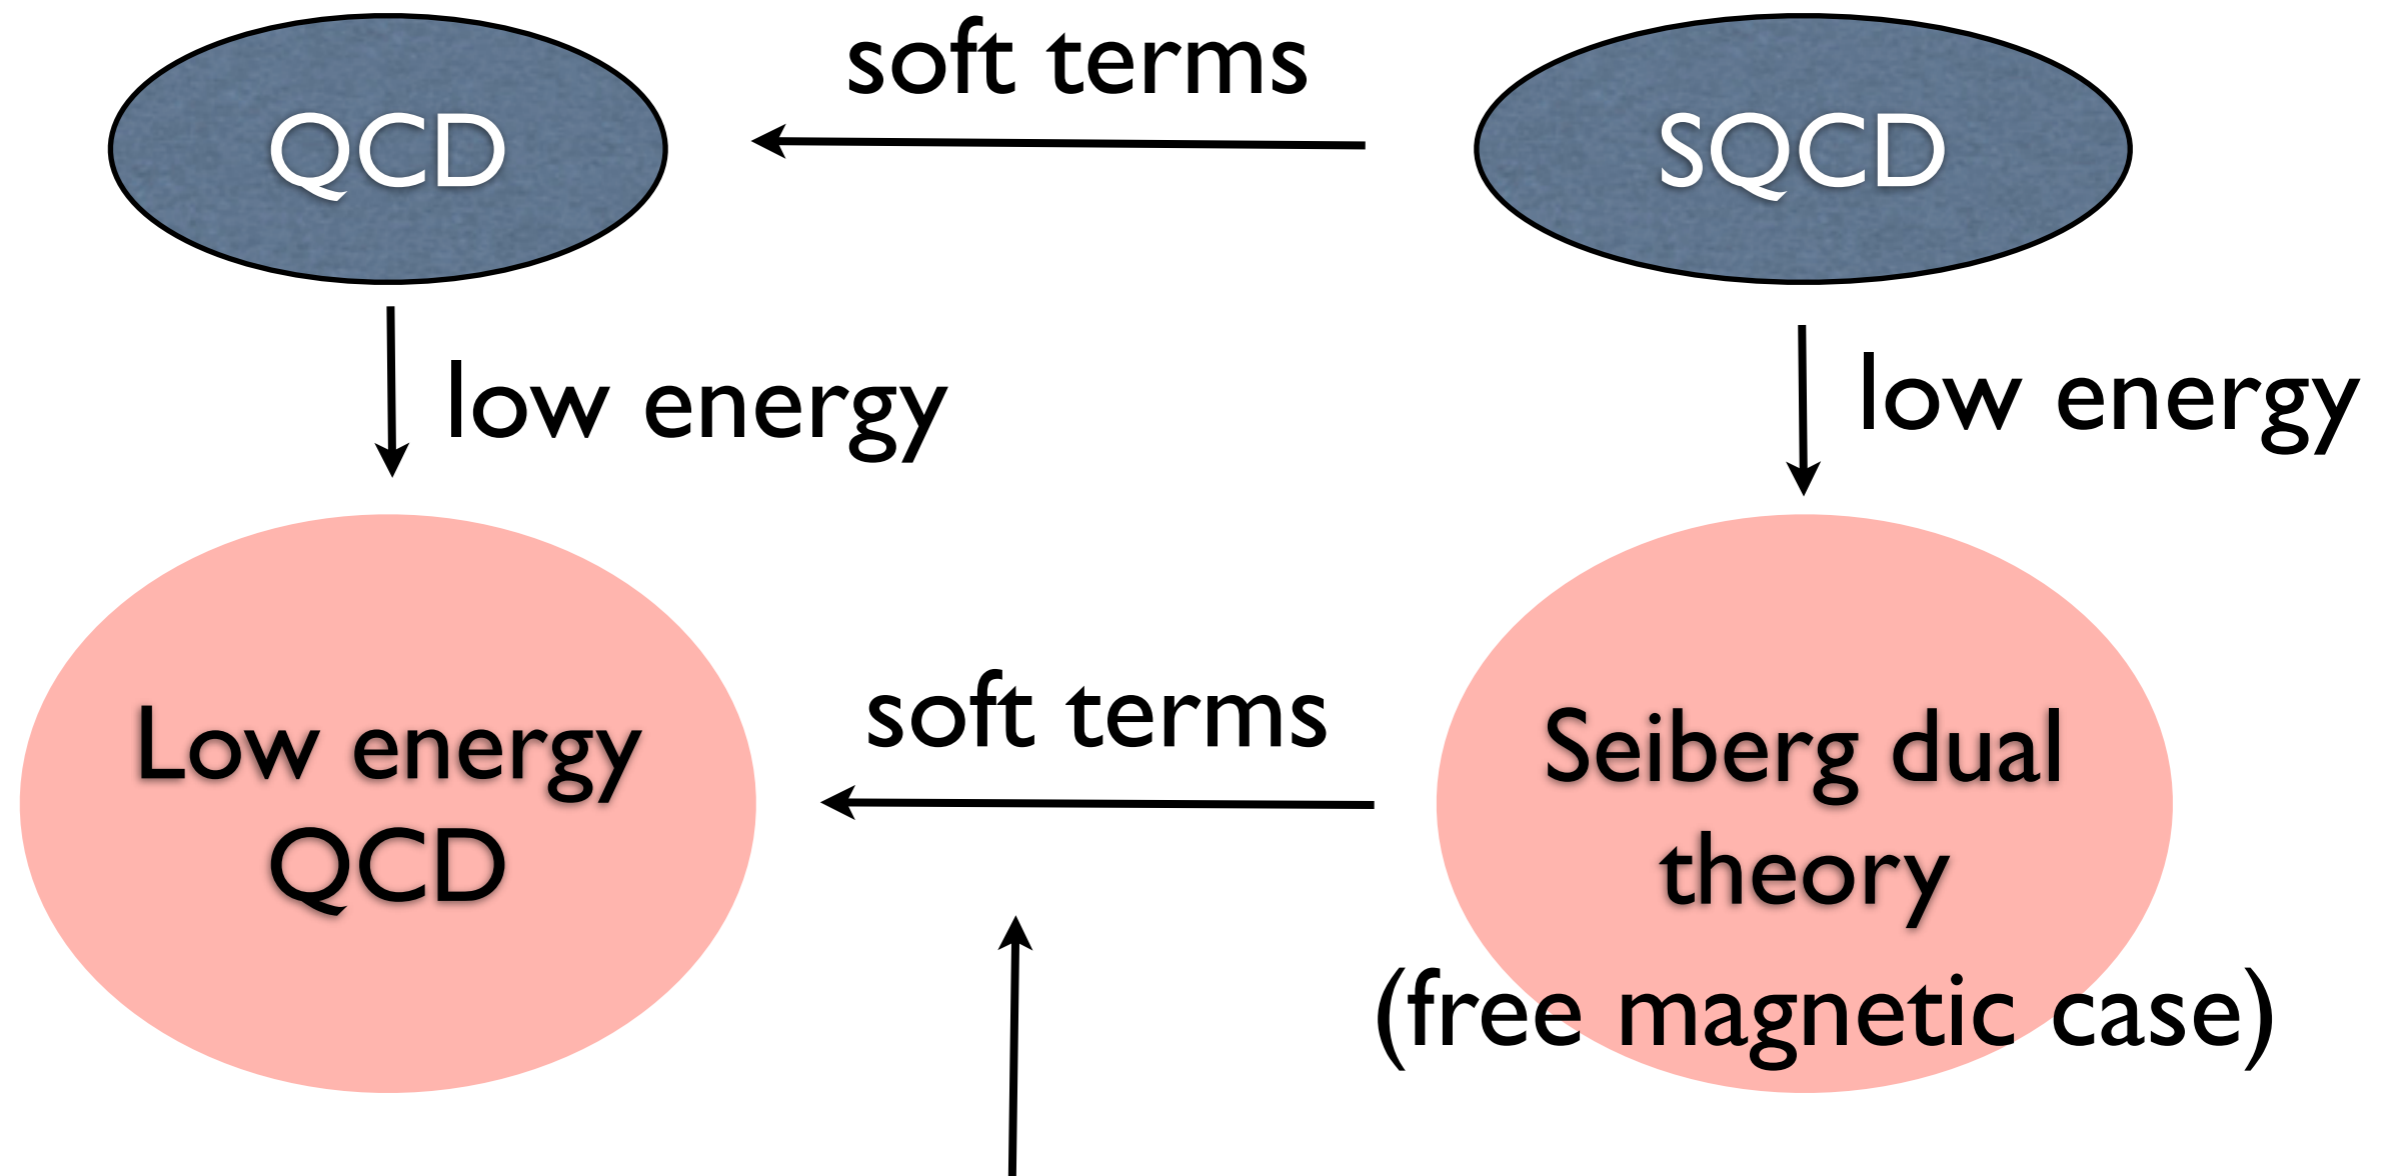 soft terms
QCD
SQCD
low energy
low energy
soft terms
Low energy
QCD
Seiberg dual
theory
(free magnetic case)